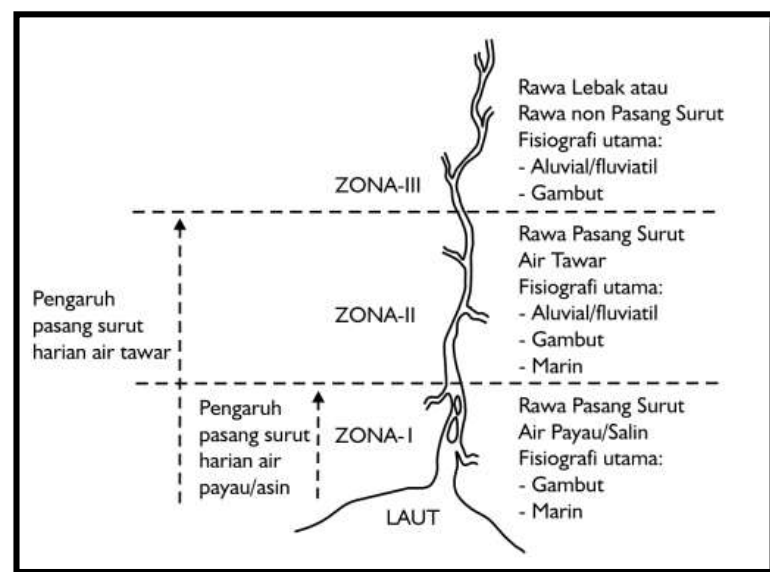 Rawa Lebak atau
Rawa non Pasang Surut
Fisiografi utama:
- Aluvial/fluviatil
- Gambut
ZONA-III
Rawa Pasang Surut
Air Tawar
Fisiografi utama:
- Aluvial/fluviatil
- Gambut
- Marin
ZONA-II
Pengaruh
pasang surut
harian air tawar
Pengaruh
pasang surut
harian air
payau/asin
ZONA-I
Rawa Pasang Surut
Air Payau/Salin
Fisiografi utama:
- Gambut
- Marin
LAUT